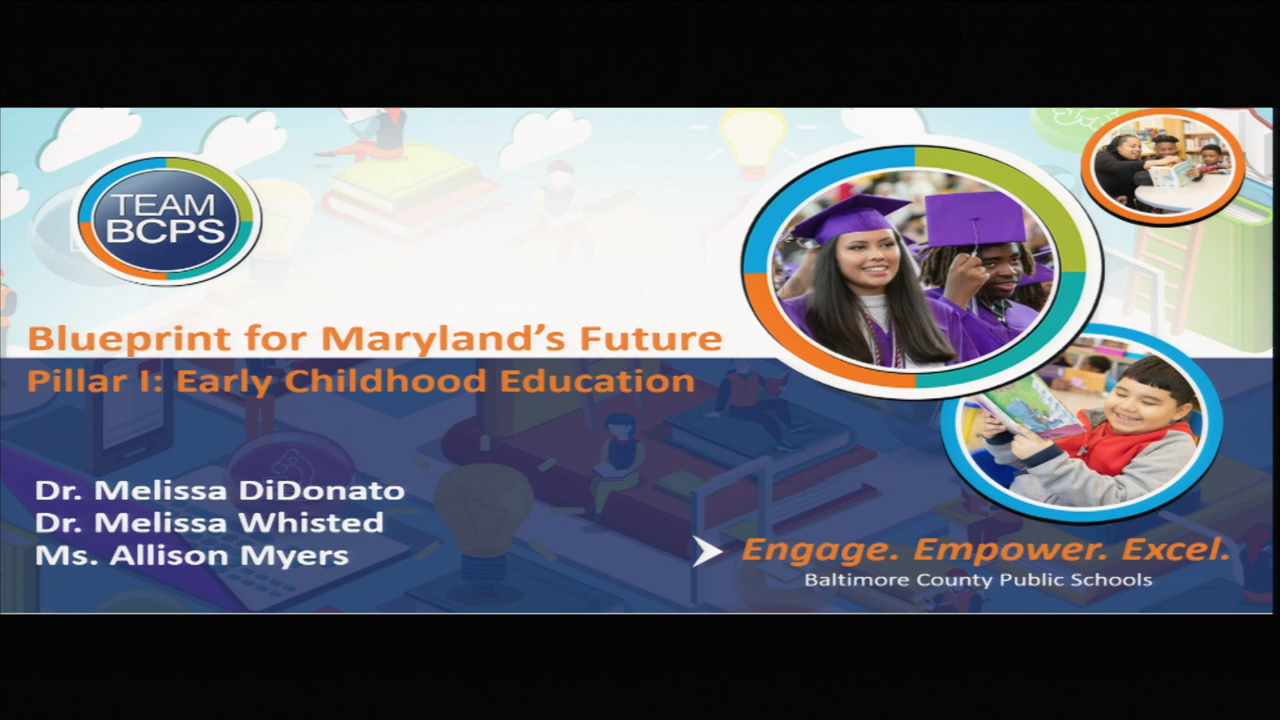 TEAM
BCPS
Blueprint for Maryland's Future
Pillar I: Early Childhood Education
Dr. Melissa DiDonato
Dr. Melissa Whisted
Ms. Allison Myers
Engage. Empower. Excel.
Baltimore County Public Schools